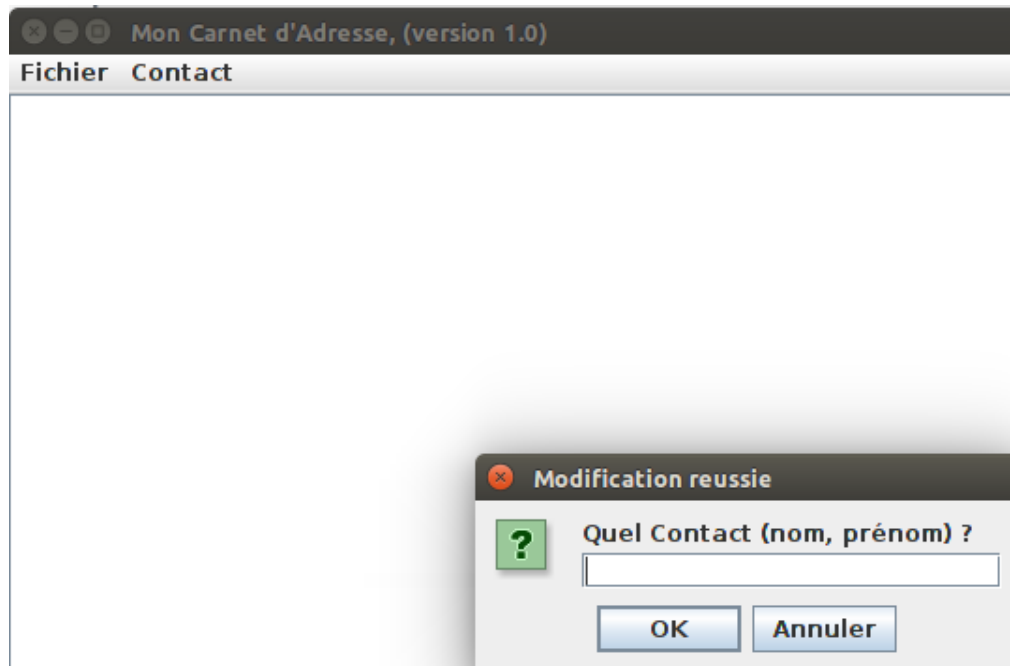 Mon Carnet d'Adresse, (version 1.0)
Fichier Contact
Modification reussie
Quel Contact (nom, prénom) ?
OK Annuler